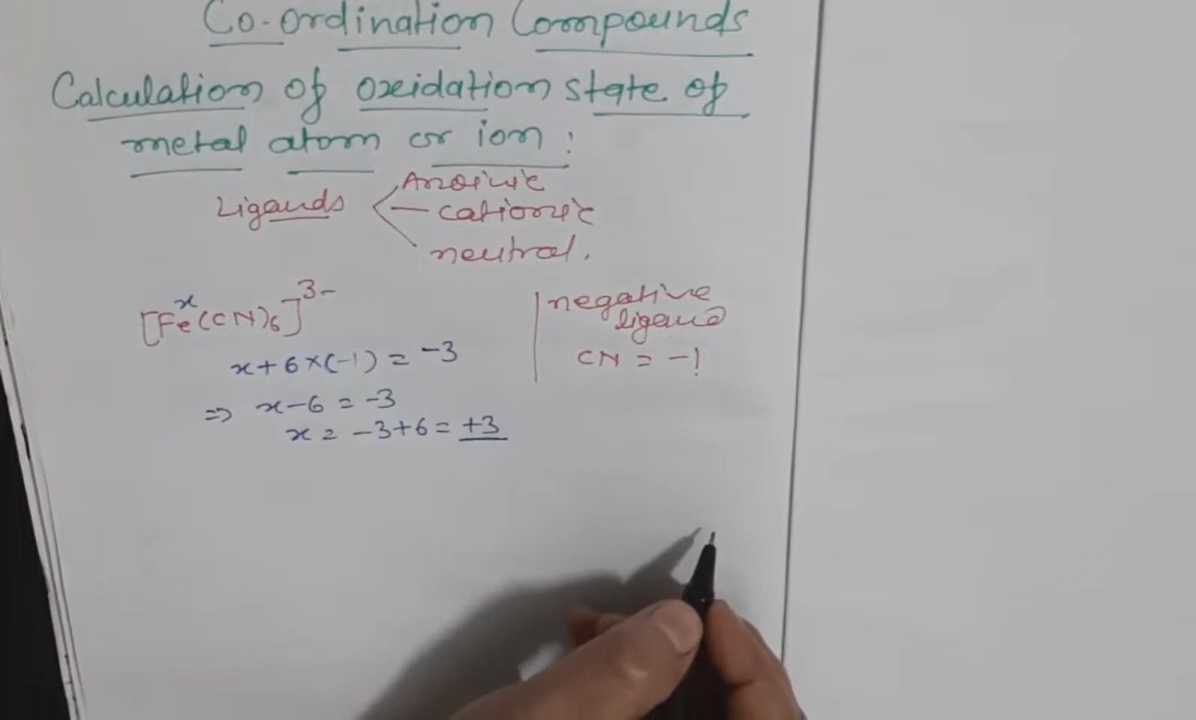 Co-ordination Compounds
Calculation of oxidation state of
metal atom or ion :
Ligands Anoinic
cationic
neutral.
[Fe(CN)6]3-
x
x+6×(-1) = -3
⇒ x-6 = -3
x = -3+6 = +3
negative
ligand
CN = -1